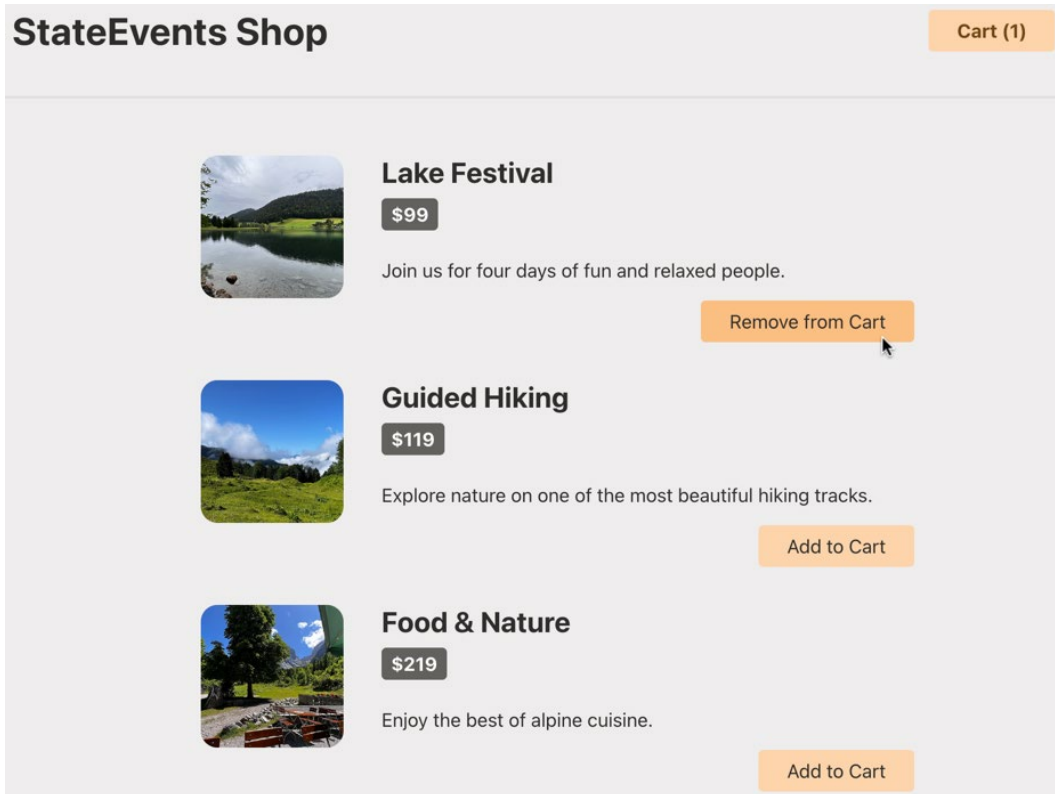 StateEvents Shop
Cart (1)
Lake Festival
$99
Join us for four days of fun and relaxed people.
Remove from Cart
Guided Hiking
$119
Explore nature on one of the most beautiful hiking tracks.
Add to Cart
Food & Nature
$219
Enjoy the best of alpine cuisine.
Add to Cart